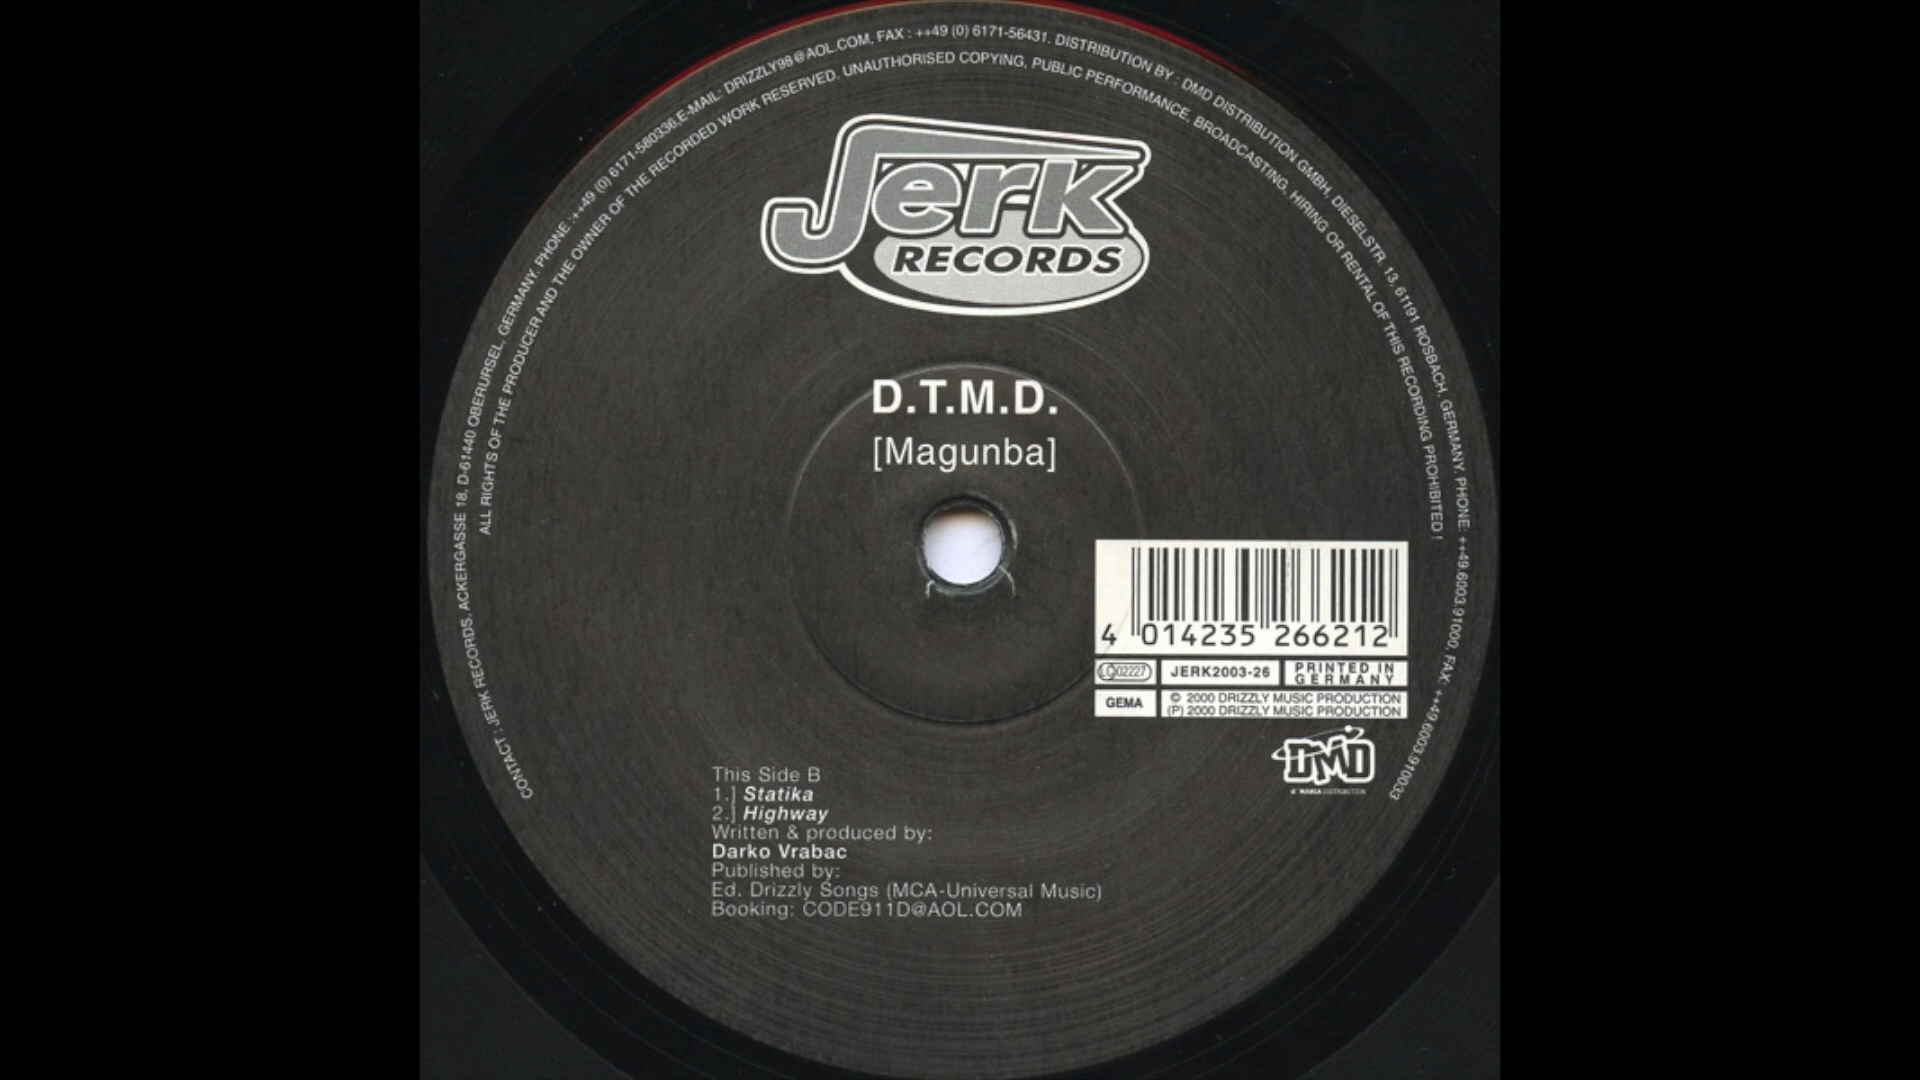 CONTACT : JERK RECORDS, ACKERGASSE 18, D-61440 OBERURSEL, GERMANY. PHONE :++49 (0) 6171-580336,E-MAIL: DRIZZLY98@AOL.COM, FAX : ++49 (0) 6171-56431. DISTRIBUTION BY : DMD DISTRIBUTION GMBH, DIESELSTR. 13, 61191 ROSBACH, GERMANY. PHONE: ++49.6003.91000, FAX: ++49.6003.910033
ALL RIGHTS OF THE PRODUCER AND THE OWNER OF THE RECORDED WORK RESERVED. UNAUTHORISED COPYING, PUBLIC PERFORMANCE, BROADCASTING, HIRING OR RENTAL OF THIS RECORDING PROHIBITED !
Jerk
RECORDS
D.T.M.D.
[Magunba]
4 014235 266212
LC 02227
JERK2003-26
PRINTED IN
GERMANY
GEMA
© 2000 DRIZZLY MUSIC PRODUCTION
(P) 2000 DRIZZLY MUSIC PRODUCTION
DMD
DISTRIBUTION
This Side B
1.] Statika
2.] Highway
Written & produced by:
Darko Vrabac
Published by:
Ed. Drizzly Songs (MCA-Universal Music)
Booking: CODE911D@AOL.COM